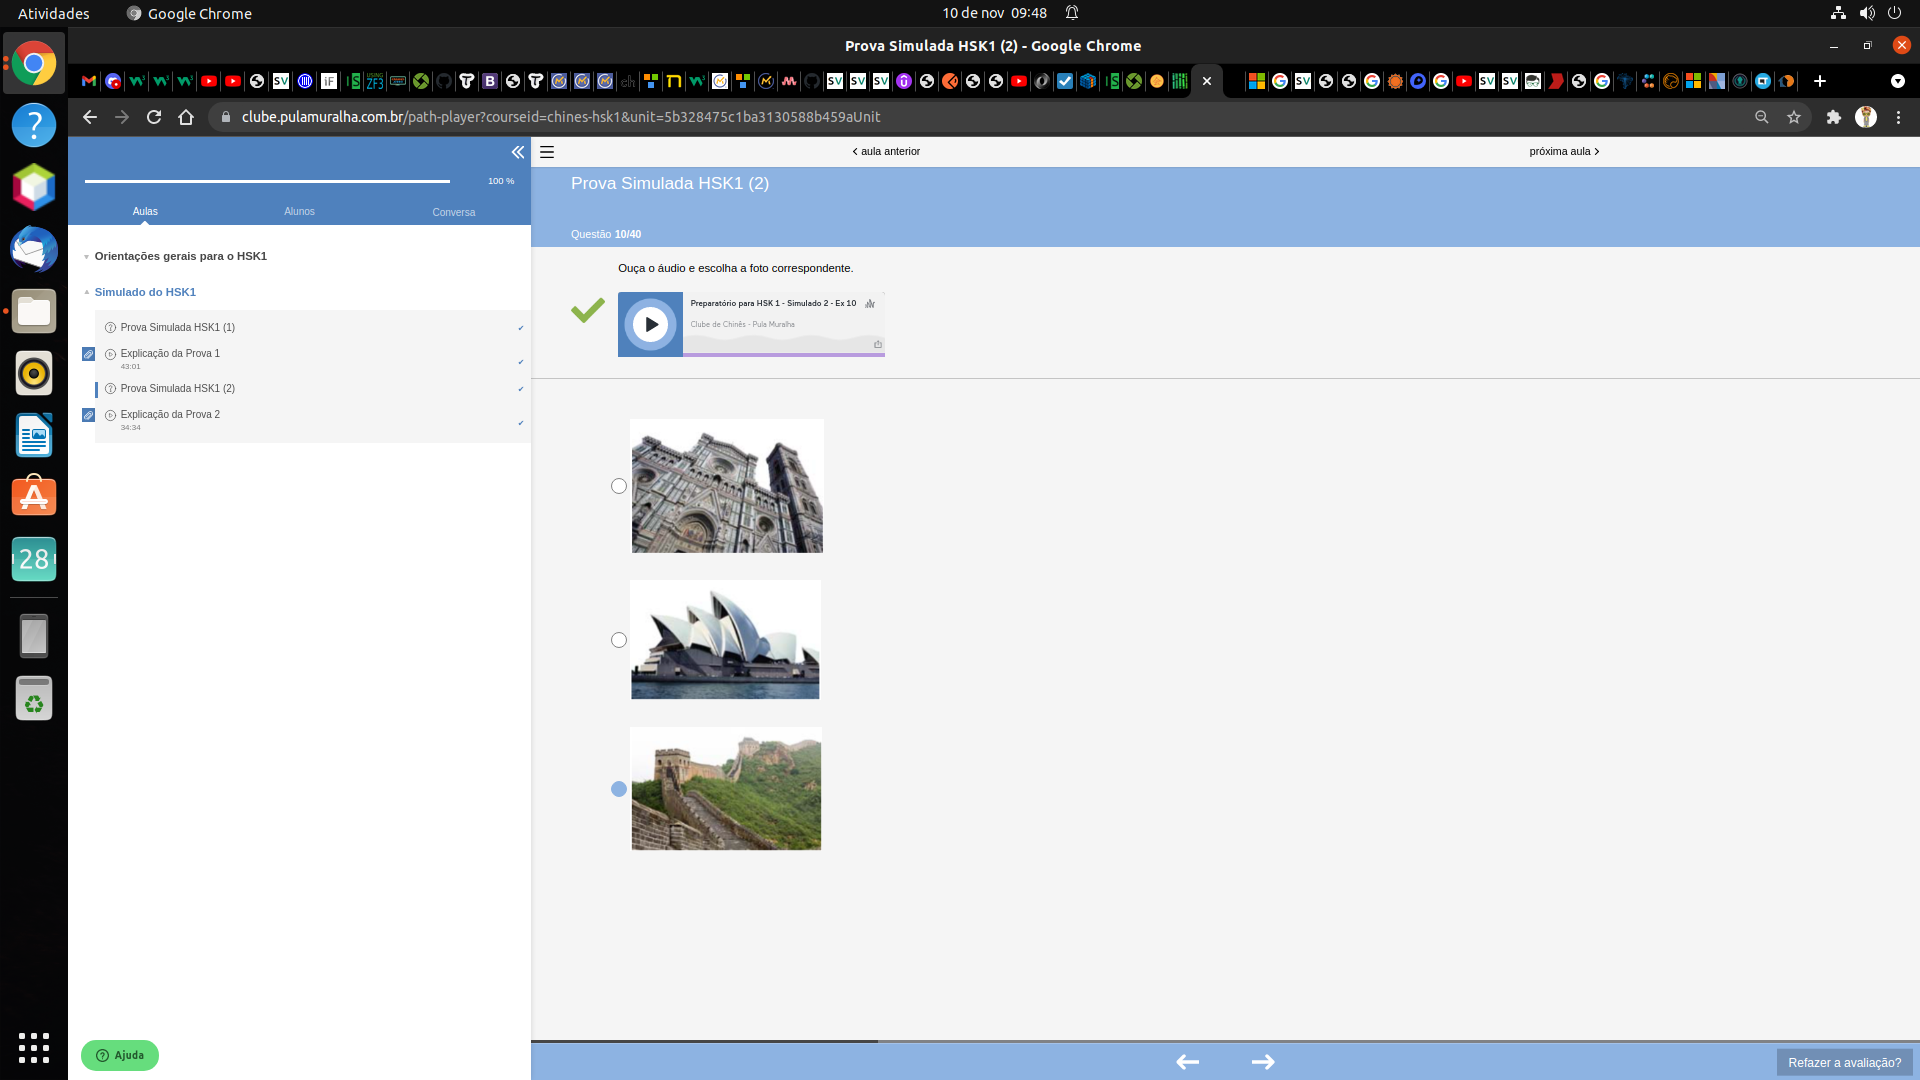 Atividades
Google Chrome
10 de nov 09:48
Prova Simulada HSK1 (2) - Google Chrome
clube.pulamuralha.com.br/path-player?courseid=chines-hsk1&unit=5b328475c1ba3130588b459aUnit
100 %
Aulas
Alunos
Conversa
Orientações gerais para o HSK1
Simulado do HSK1
Prova Simulada HSK1 (1)
Explicação da Prova 1
43:01
Prova Simulada HSK1 (2)
Explicação da Prova 2
34:34
Ajuda
aula anterior
próxima aula
Prova Simulada HSK1 (2)
Questão 10/40
Ouça o áudio e escolha a foto correspondente.
Preparatório para HSK 1 - Simulado 2 - Ex 10
Clube de Chinês - Pula Muralha
Refazer a avaliação?
28